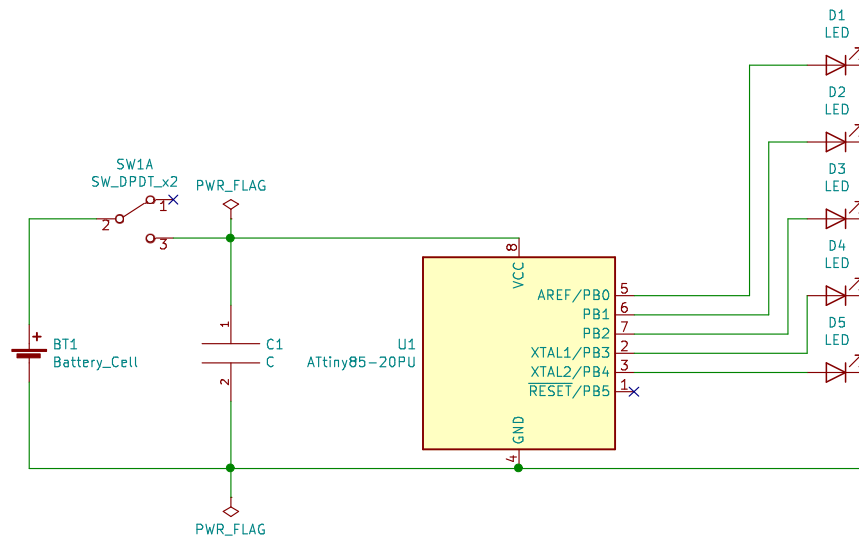 D1
LED
D2
LED
SW1A
SW_DPDT_x2
1
2
3
PWR_FLAG
D3
LED
8
VCC
D4
LED
AREF/PB0 5
PB1 6
PB2 7
XTAL1/PB3 2
XTAL2/PB4 3
RESET/PB5 1
D5
LED
+
BT1
Battery_Cell
1
C1
C
2
U1
ATtiny85-20PU
GND
4
PWR_FLAG